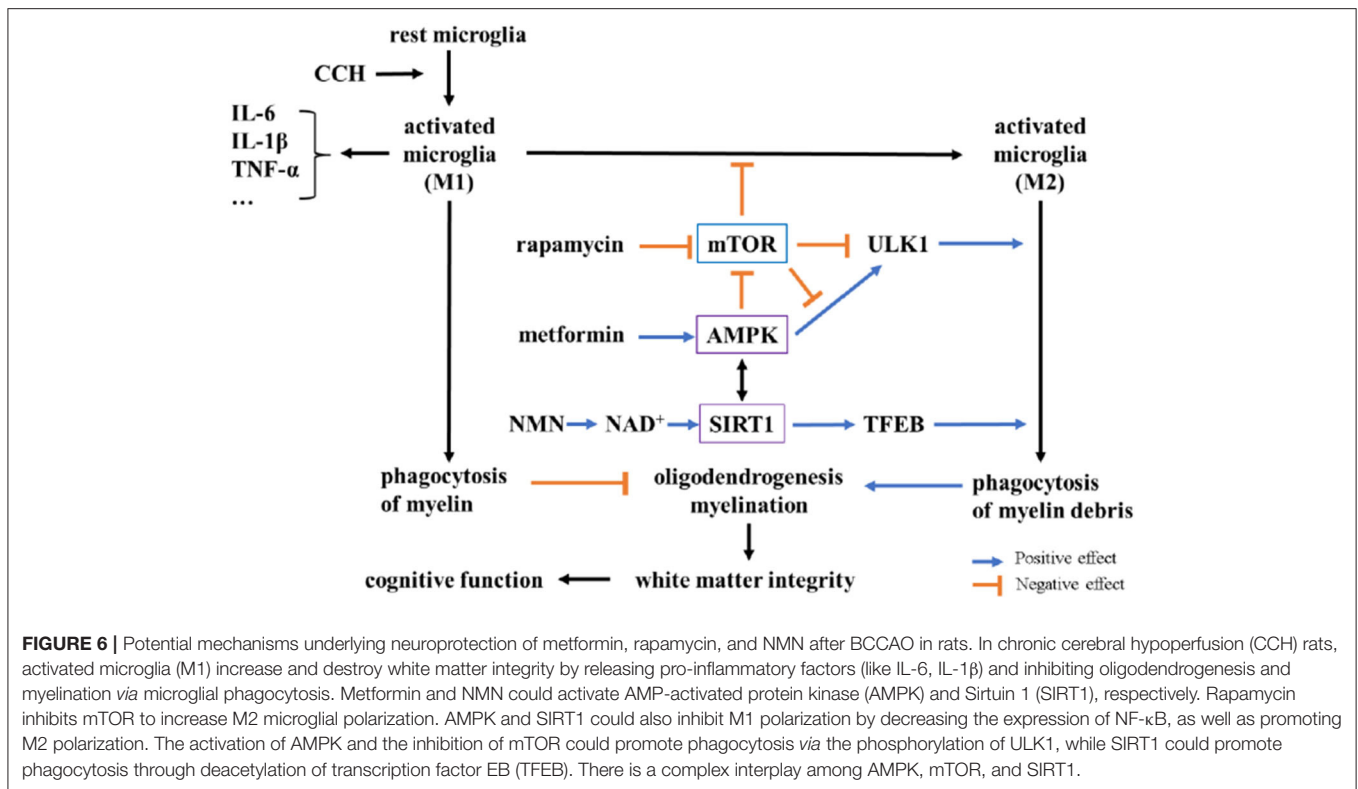 rest microglia
CCH
IL-6
IL-1β
TNF-α
...
activated
microglia
(M1)
activated
microglia
(M2)
rapamycin
mTOR
ULK1
metformin
AMPK
NMN
NAD+
SIRT1
TFEB
phagocytosis
of myelin
oligodendrogenesis
myelination
phagocytosis
of myelin debris
Positive effect
Negative effect
cognitive function
white matter integrity
FIGURE 6 | Potential mechanisms underlying neuroprotection of metformin, rapamycin, and NMN after BCCAO in rats. In chronic cerebral hypoperfusion (CCH) rats,
activated microglia (M1) increase and destroy white matter integrity by releasing pro-inflammatory factors (like IL-6, IL-1β) and inhibiting oligodendrogenesis and
myelination via microglial phagocytosis. Metformin and NMN could activate AMP-activated protein kinase (AMPK) and Sirtuin 1 (SIRT1), respectively. Rapamycin
inhibits mTOR to increase M2 microglial polarization. AMPK and SIRT1 could also inhibit M1 polarization by decreasing the expression of NF-κB, as well as promoting
M2 polarization. The activation of AMPK and the inhibition of mTOR could promote phagocytosis via the phosphorylation of ULK1, while SIRT1 could promote
phagocytosis through deacetylation of transcription factor EB (TFEB). There is a complex interplay among AMPK, mTOR, and SIRT1.